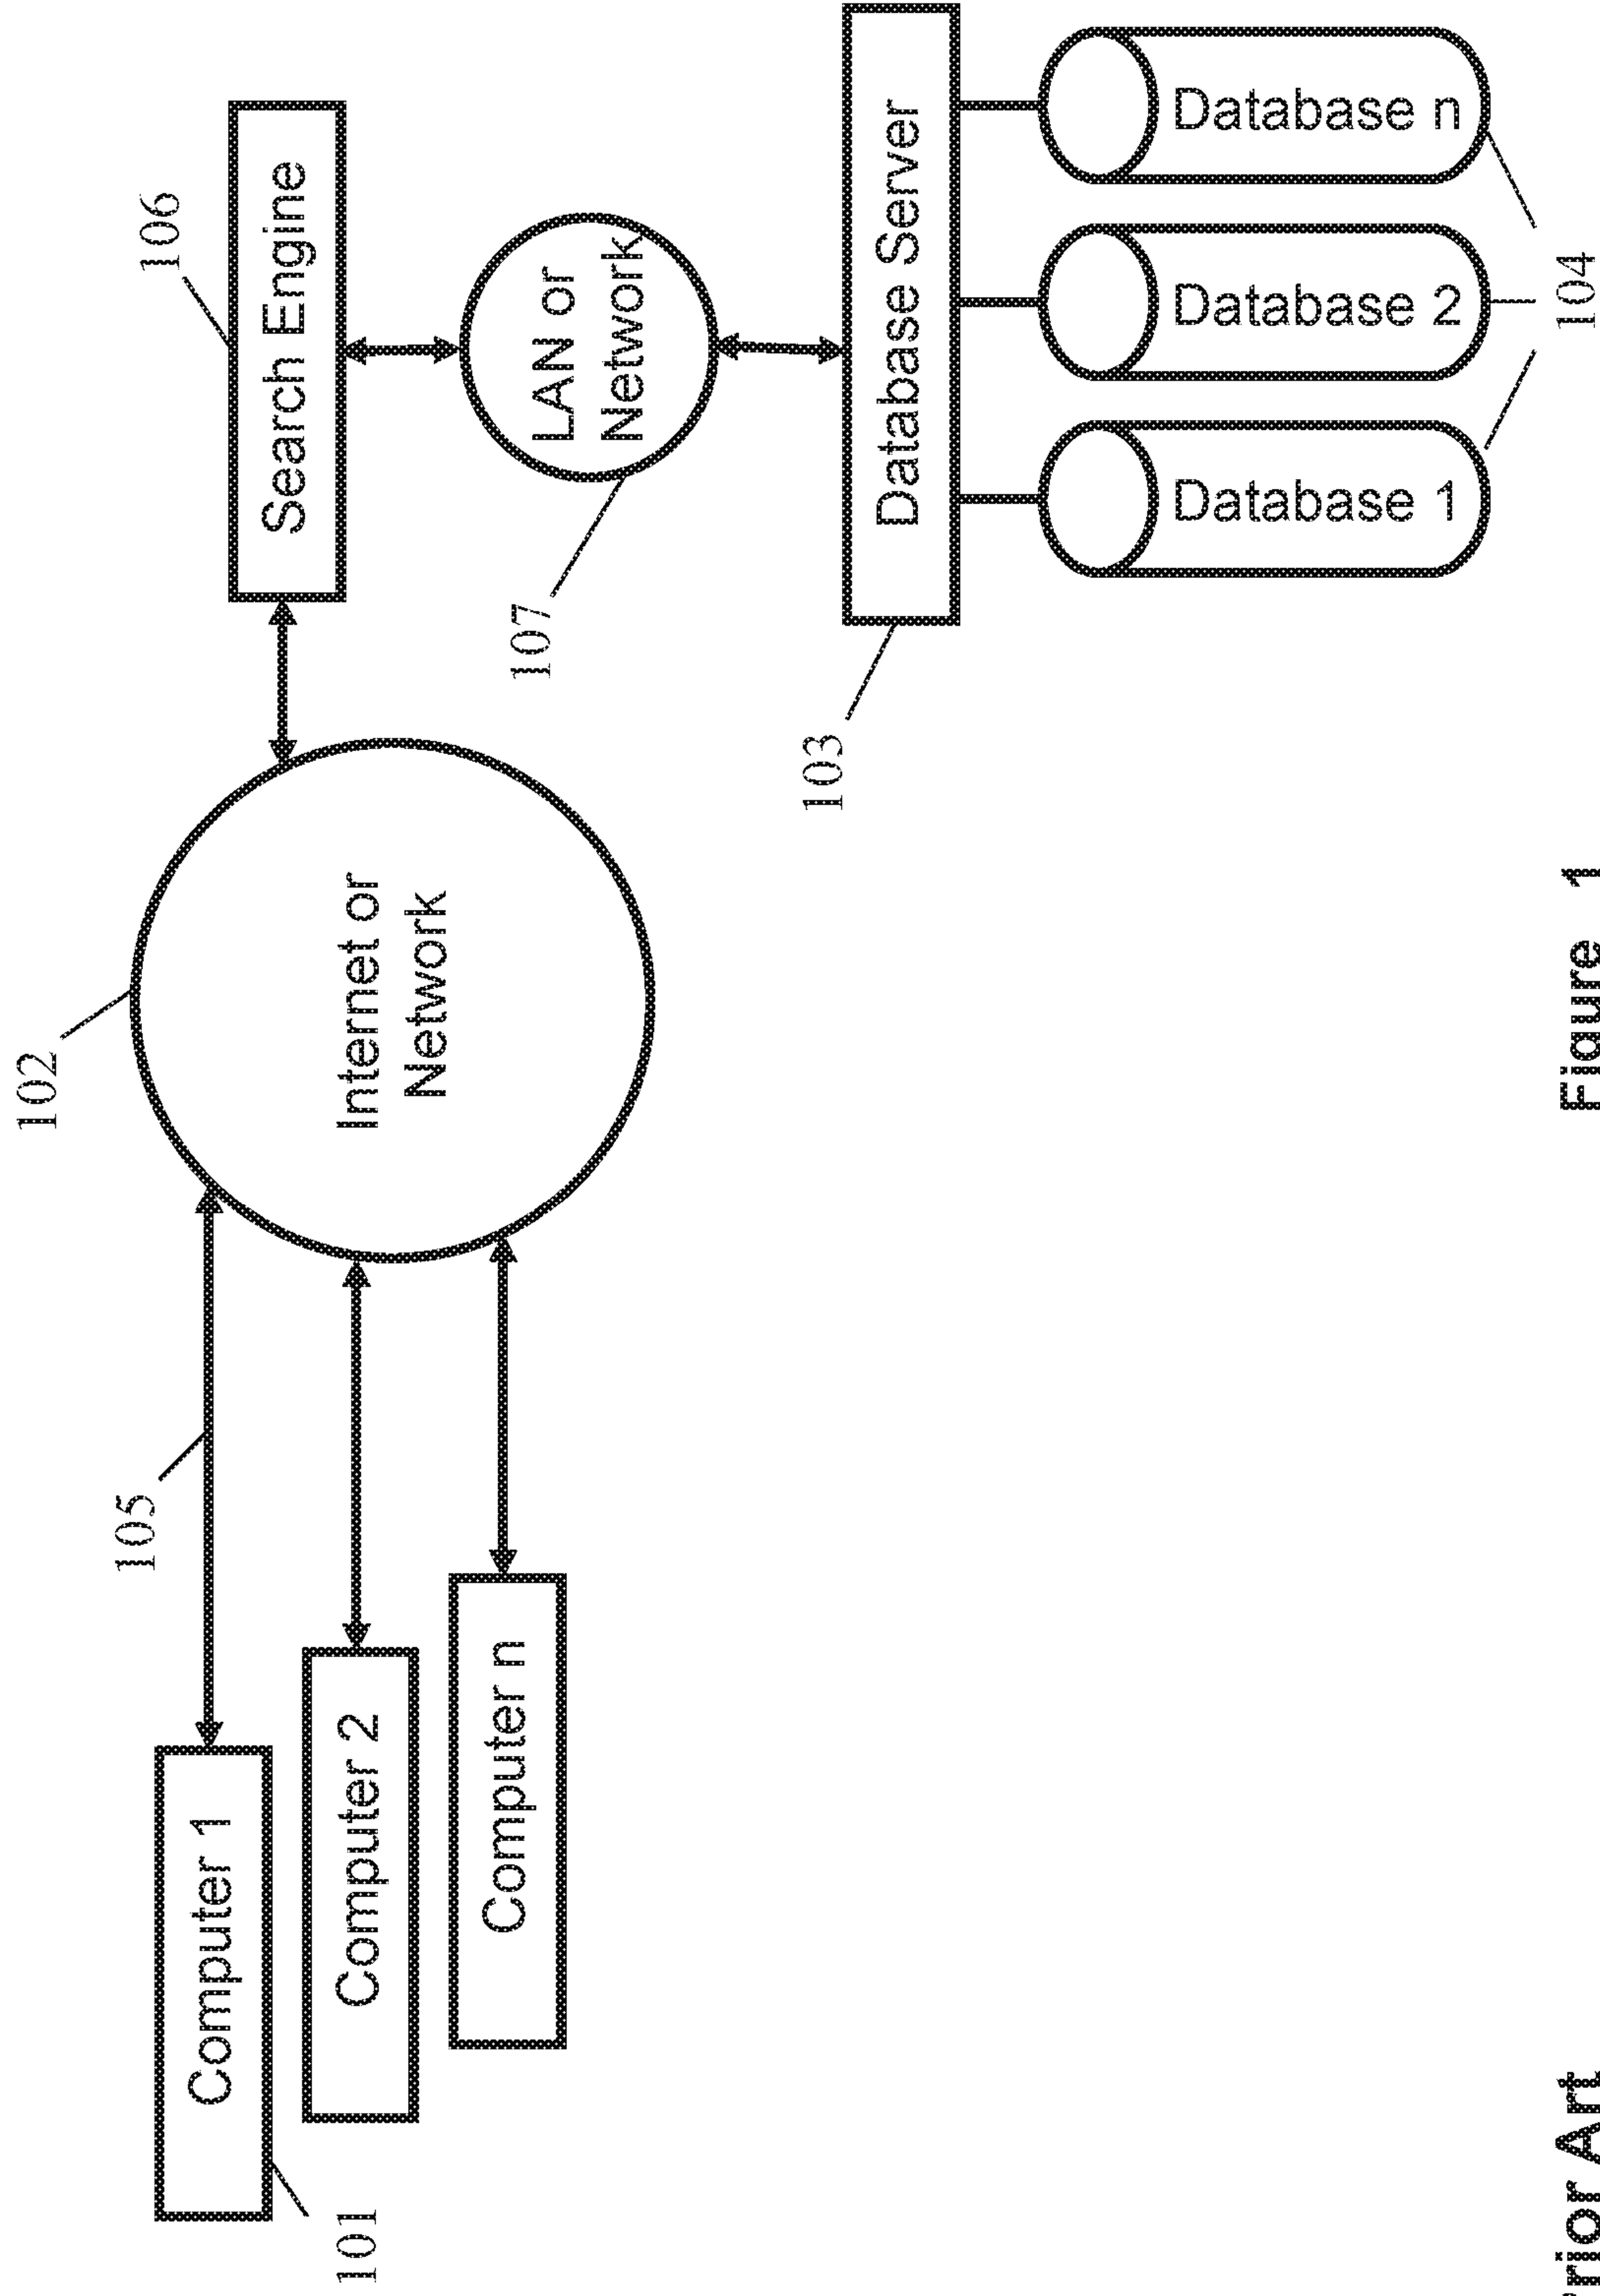 102
105
106
Computer 1
101
Computer 2
Computer n
Internet or
Network
Search Engine
107
LAN or
Network
103
Database Server
Database 1
Database 2
Database n
104
Figure 1
Art